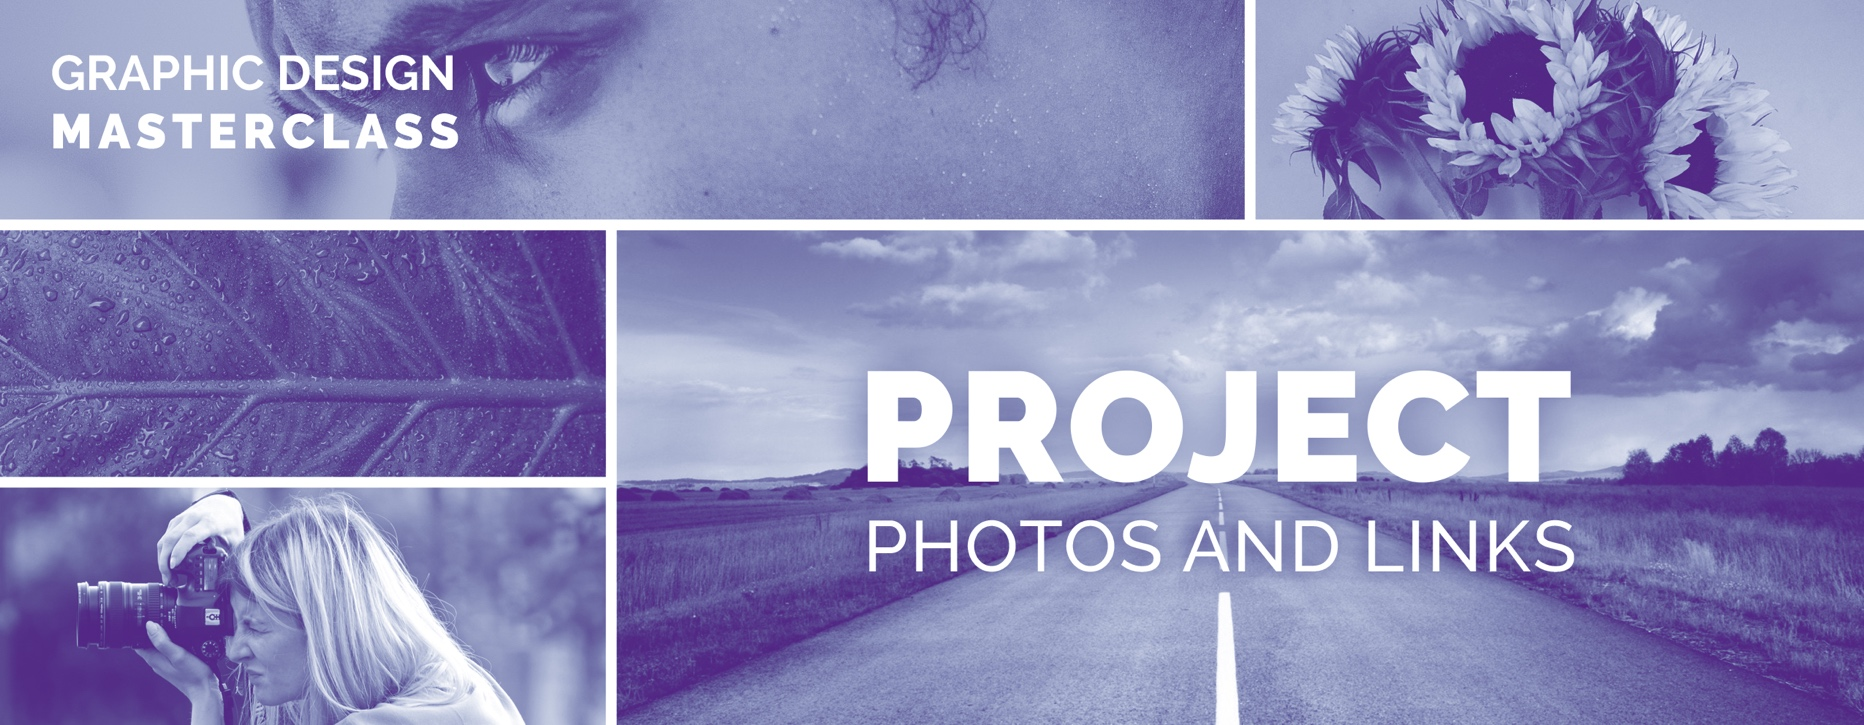 GRAPHIC DESIGN
MASTERCLASS
PROJECT
PHOTOS AND LINKS